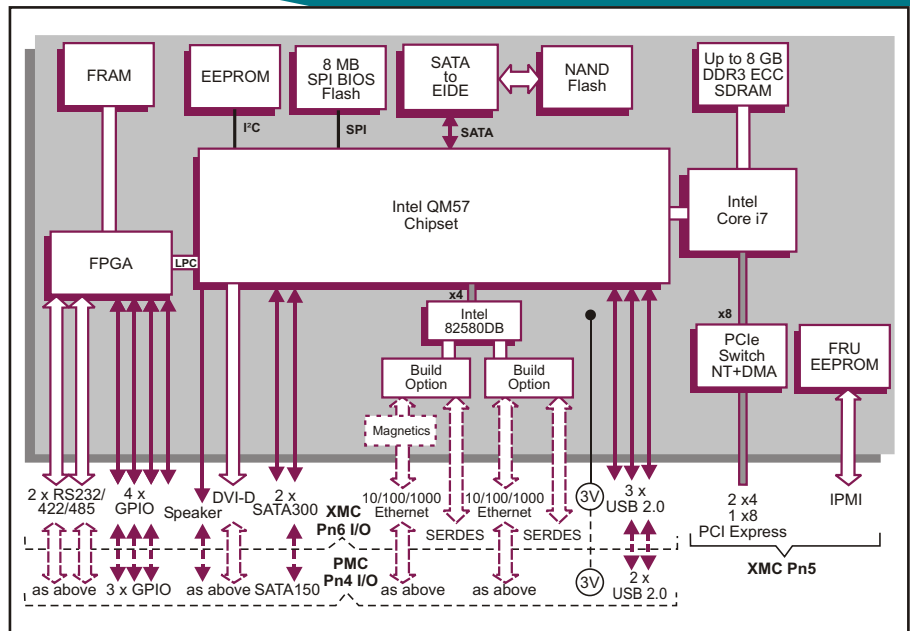 FRAM
EEPROM
8 MB
SPI BIOS
Flash
SATA
to
EIDE
NAND
Flash
Up to 8 GB
DDR3 ECC
SDRAM
I²C
SPI
SATA
Intel QM57
Chipset
Intel
Core i7
FPGA
LPC
x4
Intel
82580DB
x8
PCIe
Switch
NT+DMA
FRU
EEPROM
Build
Option
Build
Option
Magnetics
2 x RS232/
422/485
4 x
GPIO
Speaker
DVI-D
2 x
SATA300
XMC
Pn6 I/O
10/100/1000
Ethernet
SERDES
10/100/1000
Ethernet
SERDES
3V
3 x
USB 2.0
2 x4
1 x8
PCI Express
IPMI
XMC Pn5
PMC
Pn4 I/O
as above
3 x GPIO
as above
SATA150
as above
as above
3V
2 x
USB 2.0